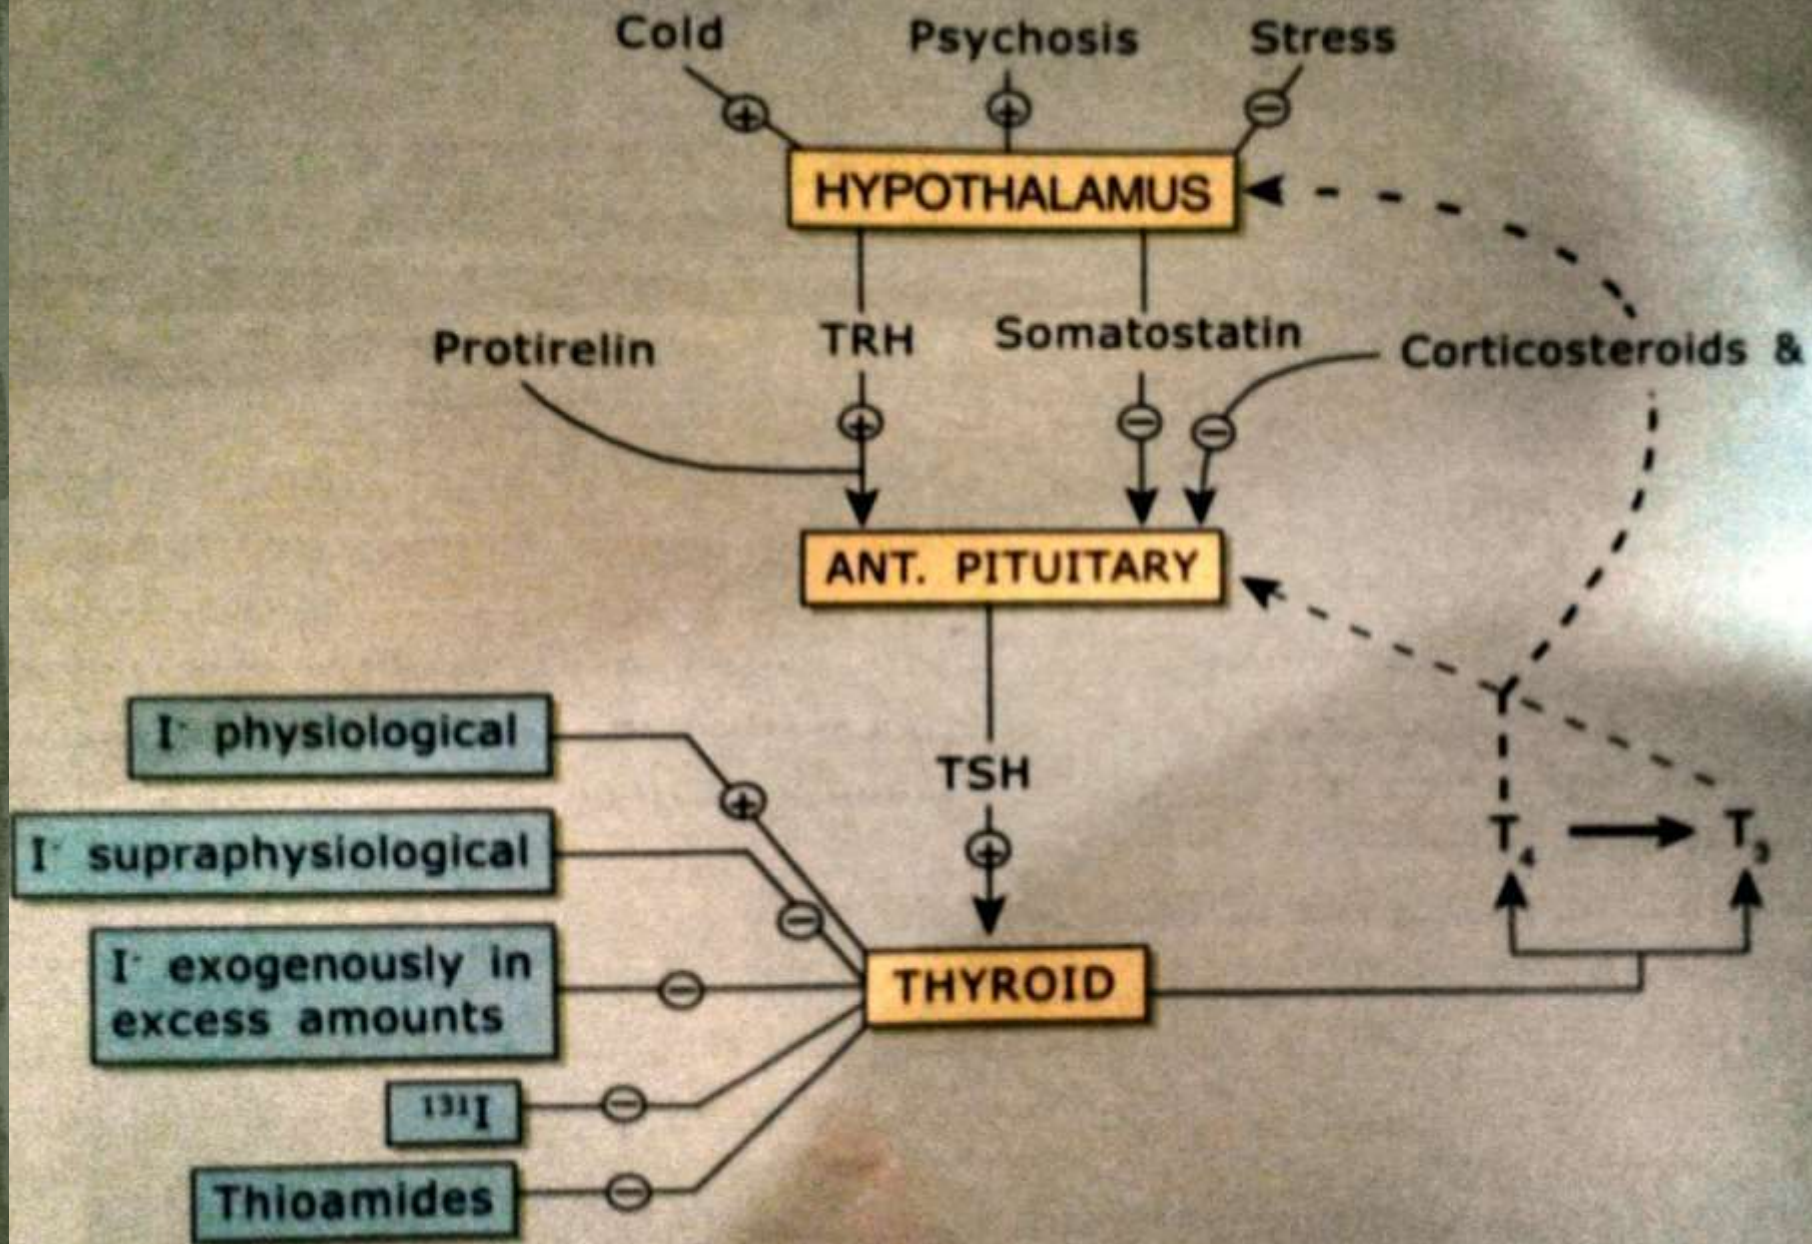 Cold Psychosis Stress
+ + −
HYPOTHALAMUS
Protirelin TRH Somatostatin Corticosteroids &
+ − −
ANT. PITUITARY
I- physiological
TSH
+
I- supraphysiological
+
T4 T3
−
I- exogenously in
excess amounts
−
THYROID
131I
−
Thioamides
−